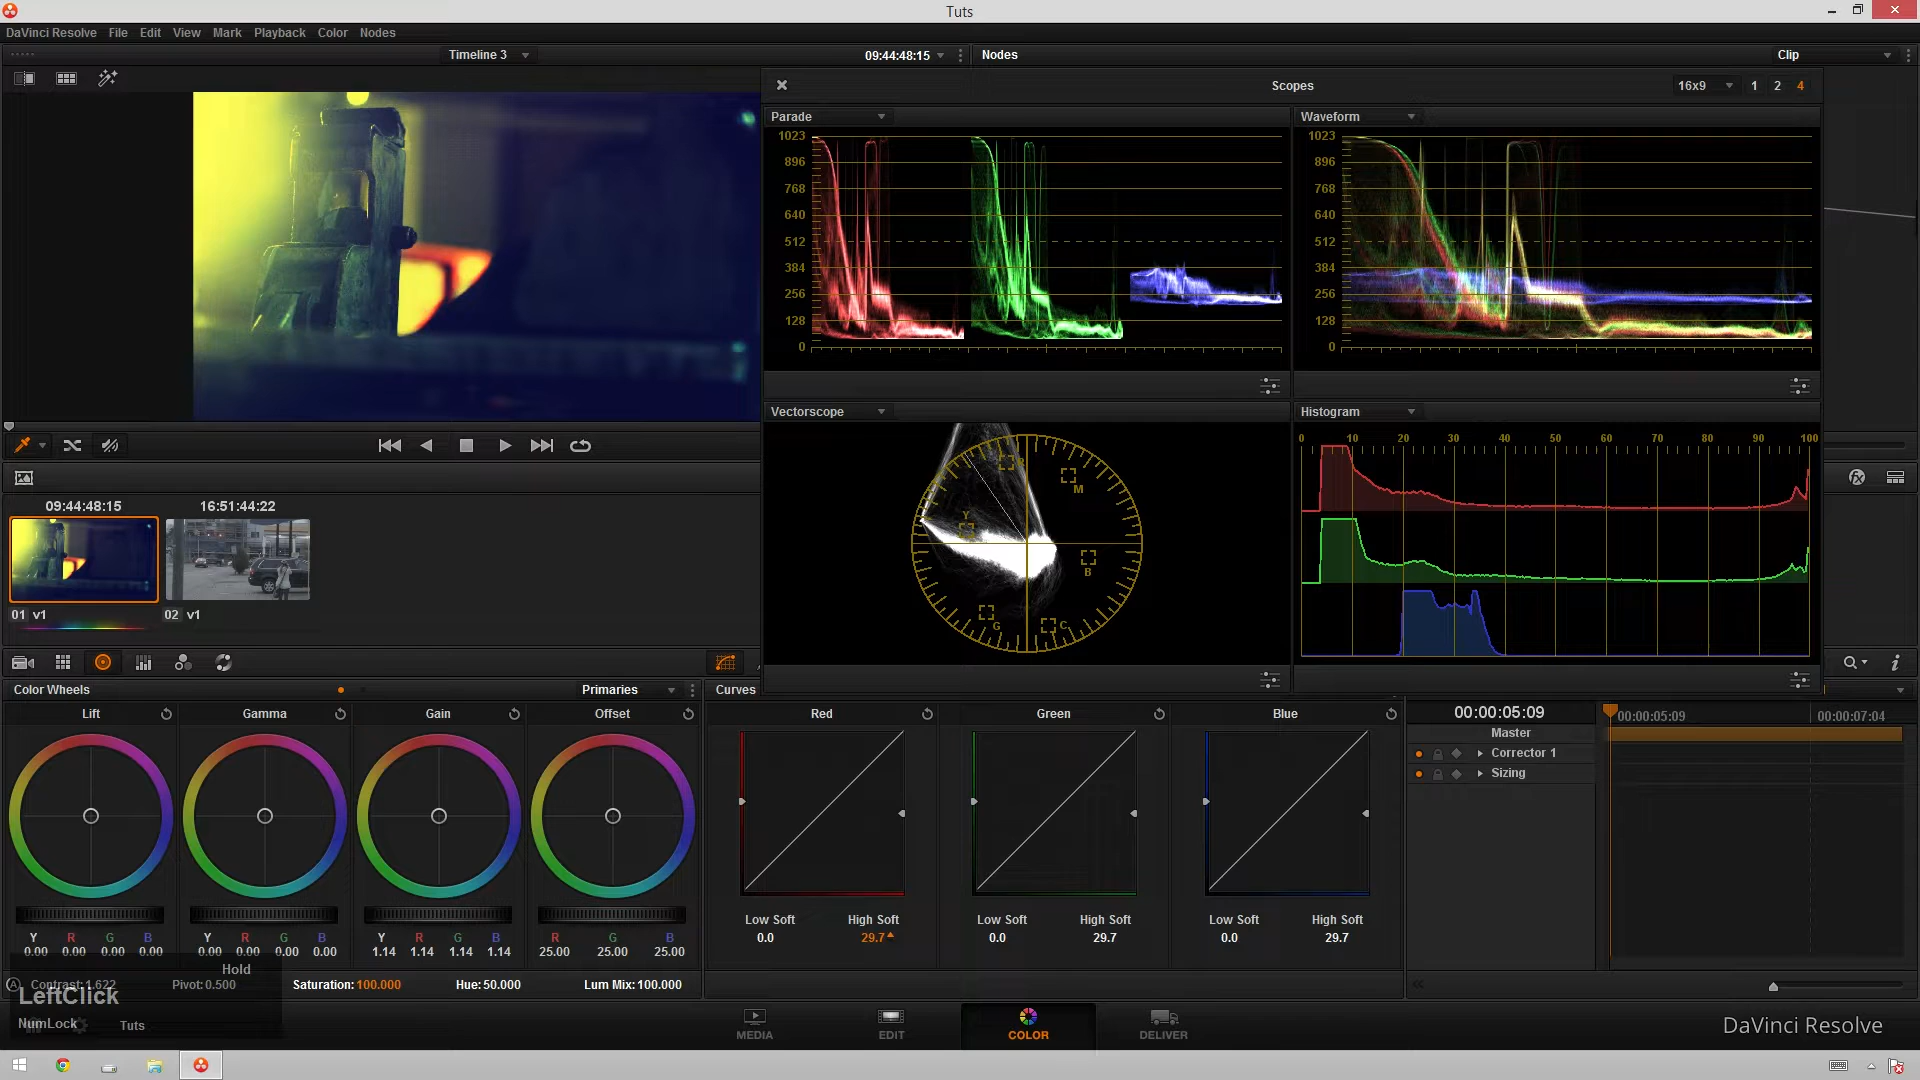 Tuts
DaVinci Resolve File Edit View Mark Playback Color Nodes
Timeline 3 09:44:48:15 Nodes Clip
Scopes 16x9 1 2 4
Parade Waveform
1023 1023
896 896
768 768
640 640
512 512
384 384
256 256
128 128
0 0
Vectorscope Histogram
0 10 20 30 40 50 60 70 80 90 100
M
Y
B
G C
09:44:48:15 16:51:44:22
01 v1 02 v1
Color Wheels Primaries Curves
Lift Gamma Gain Offset Red Green Blue
00:00:05:09 00:00:05:09 00:00:07:04
Master
Corrector 1
Sizing
Low Soft High Soft Low Soft High Soft Low Soft High Soft
0.0 29.7 0.0 29.7 0.0 29.7
Y R G B Y R G B Y R G B R G B
0.00 0.00 0.00 0.00 0.00 0.00 0.00 0.00 1.14 1.14 1.14 1.14 25.00 25.00 25.00
Hold
A Contrast:1.622 Pivot:0.500 Saturation:100.000 Hue:50.000 Lum Mix:100.000
LeftClick
NumLock Tuts
MEDIA EDIT COLOR DELIVER
DaVinci Resolve